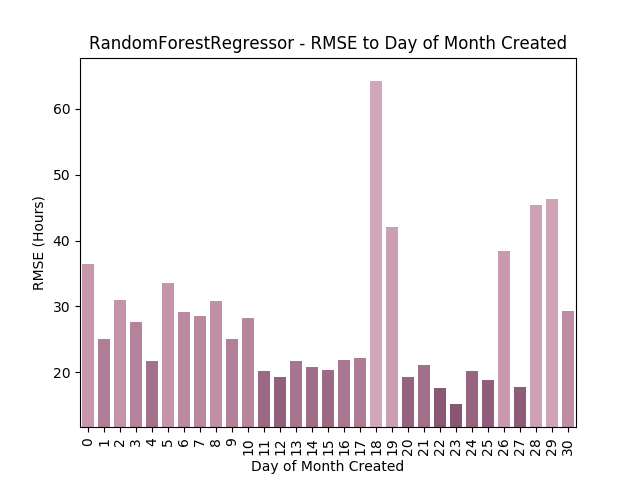 RandomForestRegressor - RMSE to Day of Month Created
60
50
40
30
20
RMSE (Hours)
0 1 2 3 4 5 6 7 8 9 10 11 12 13 14 15 16 17 18 19 20 21 22 23 24 25 26 27 28 29 30
Day of Month Created